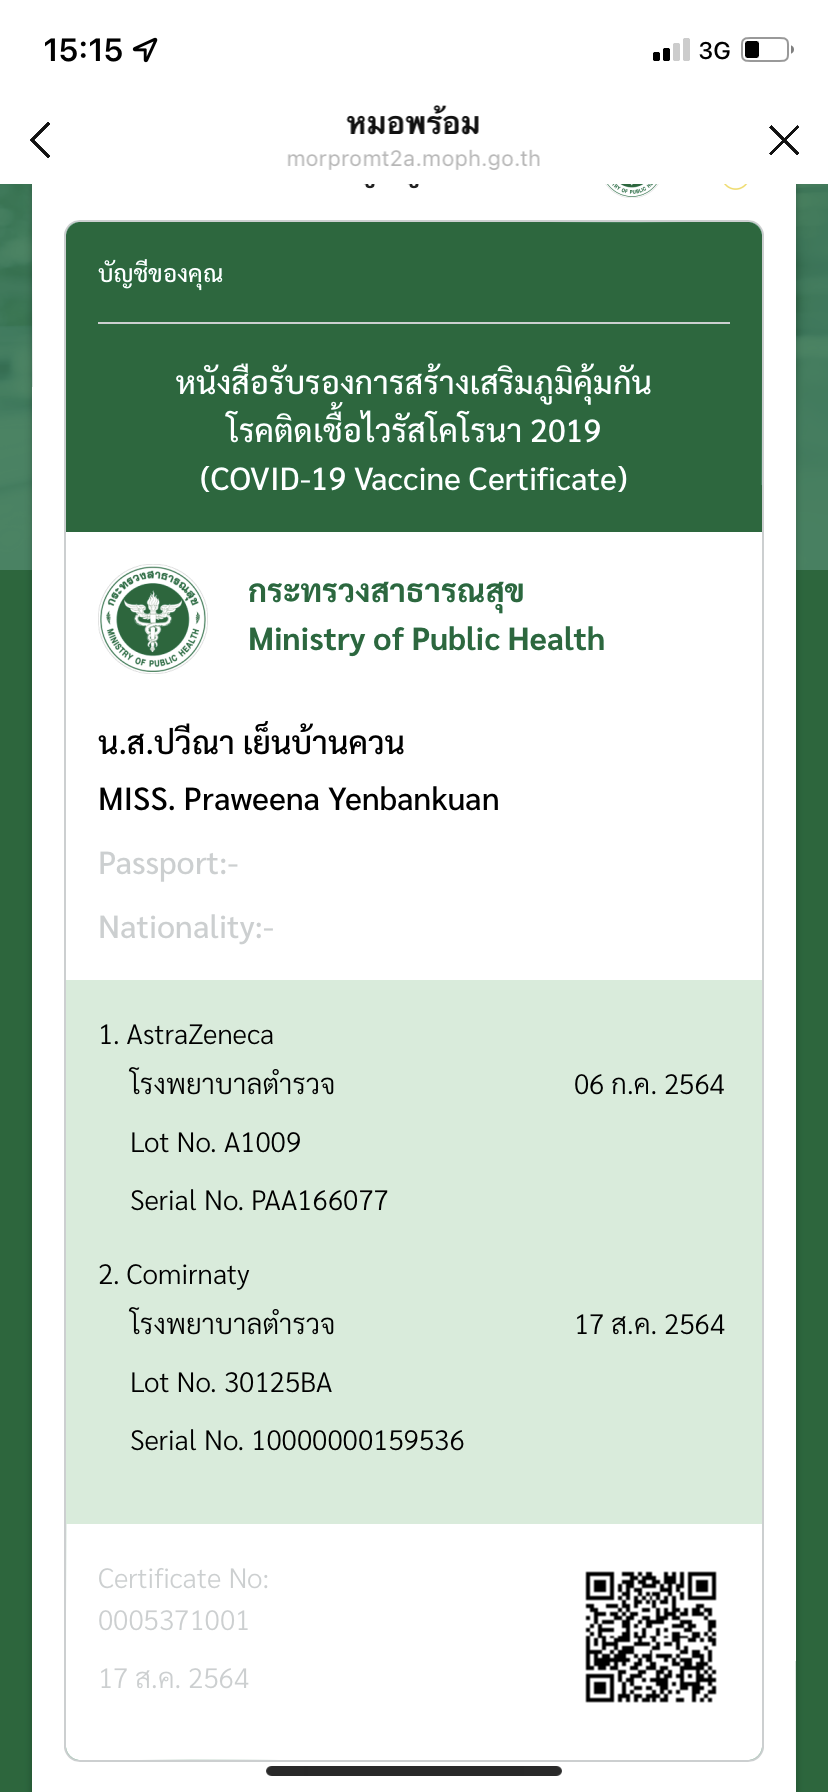 15:15
3G
หมอพร้อม
morpromt2a.moph.go.th
บัญชีของคุณ
หนังสือรับรองการสร้างเสริมภูมิคุ้มกัน
โรคติดเชื้อไวรัสโคโรนา 2019
(COVID-19 Vaccine Certificate)
กระทรวงสาธารณสุข
MINISTRY OF PUBLIC HEALTH
กระทรวงสาธารณสุข
Ministry of Public Health
น.ส.ปวีณา เย็นบ้านควน
MISS. Praweena Yenbankuan
Passport:-
Nationality:-
1. AstraZeneca
โรงพยาบาลตำรวจ 06 ก.ค. 2564
Lot No. A1009
Serial No. PAA166077
2. Comirnaty
โรงพยาบาลตำรวจ 17 ส.ค. 2564
Lot No. 30125BA
Serial No. 10000000159536
Certificate No:
0005371001
17 ส.ค. 2564